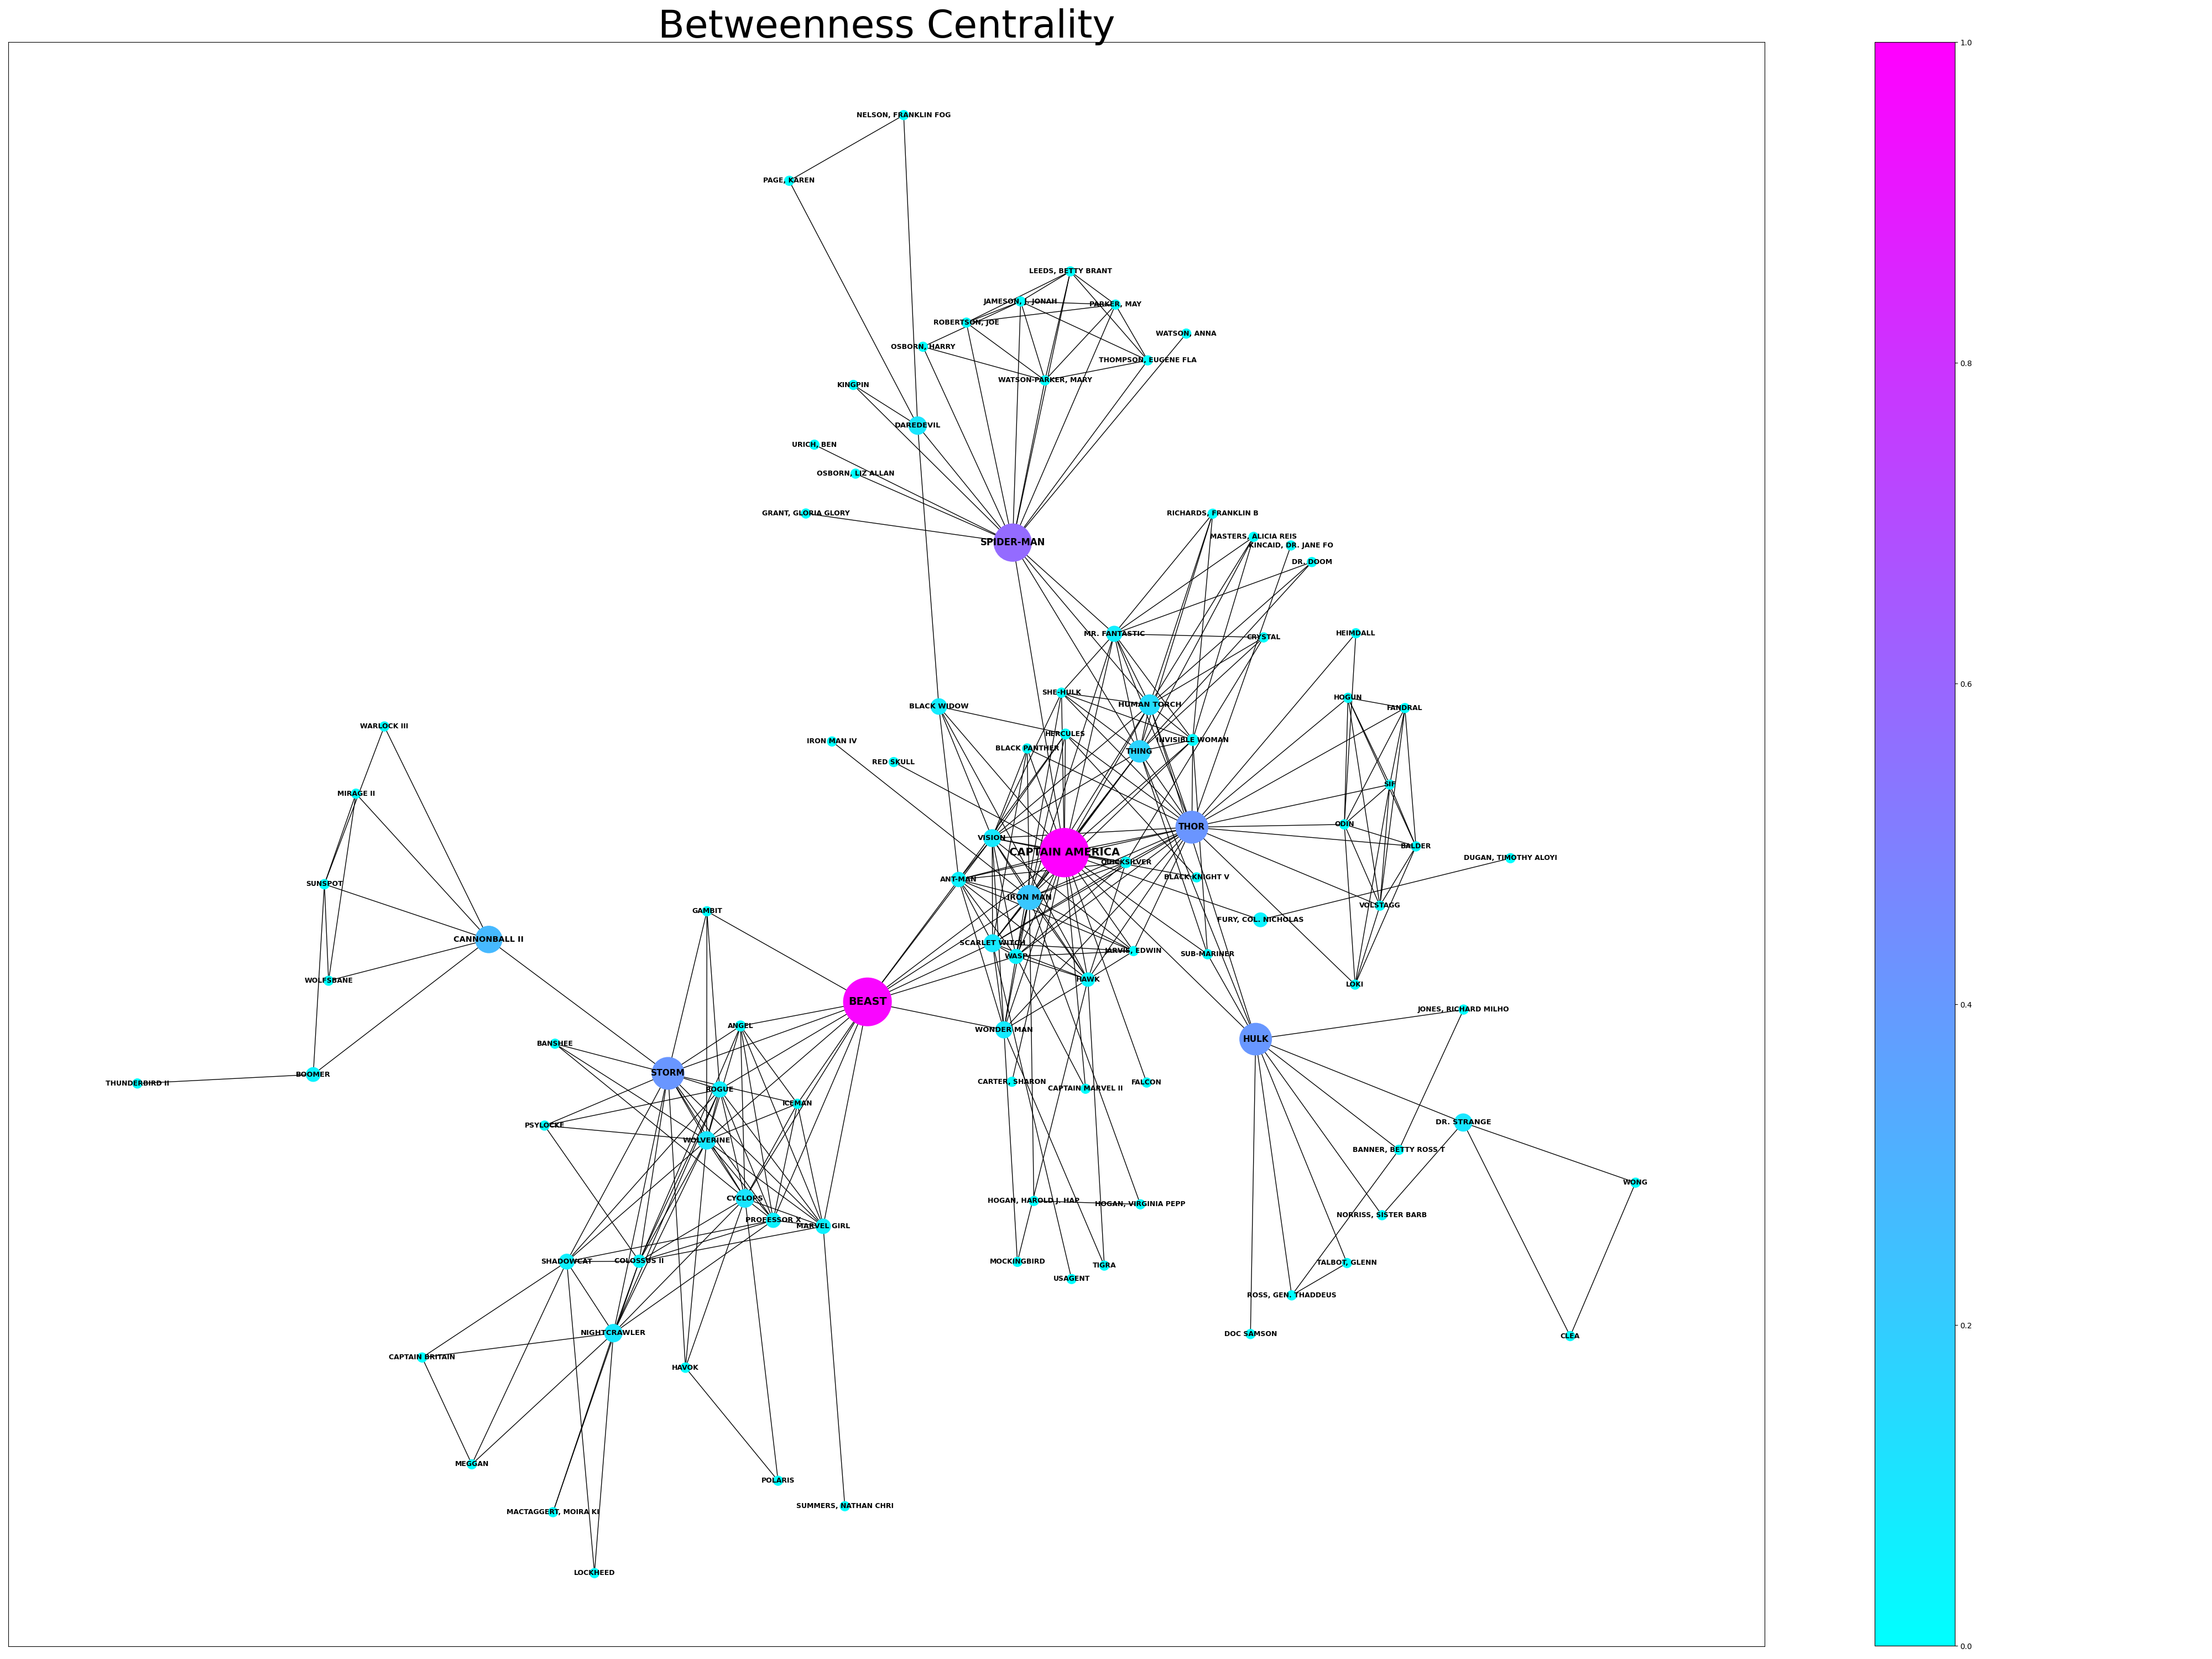 Betweenness Centrality
NELSON, FRANKLIN FOG
PAGE, KAREN
LEEDS, BETTY BRANT
JAMESON, J. JONAH
PARKER, MAY
ROBERTSON, JOE
WATSON, ANNA
OSBORN, HARRY
THOMPSON, EUGENE FLA
WATSON-PARKER, MARY
KINGPIN
DAREDEVIL
URICH, BEN
OSBORN, LIZ ALLAN
GRANT, GLORIA GLORY
RICHARDS, FRANKLIN B
SPIDER-MAN
MASTERS, ALICIA REIS
KINCAID, DR. JANE FO
DR. DOOM
MR. FANTASTIC
CRYSTAL
HEIMDALL
SHE-HULK
HOGUN
HUMAN TORCH
FANDRAL
BLACK WIDOW
WARLOCK III
HERCULES
INVISIBLE WOMAN
IRON MAN IV
BLACK PANTHER
THING
RED SKULL
SIF
MIRAGE II
ODIN
THOR
VISION
BALDER
CAPTAIN AMERICA
DUGAN, TIMOTHY ALOYI
QUICKSILVER
BLACK KNIGHT V
ANT-MAN
SUNSPOT
IRON MAN
VOLSTAGG
GAMBIT
FURY, COL. NICHOLAS
CANNONBALL II
SCARLET WITCH
JARVIS, EDWIN
SUB-MARINER
WASP
HAWK
WOLFSBANE
LOKI
BEAST
JONES, RICHARD MILHO
ANGEL
WONDER MAN
HULK
BANSHEE
STORM
BOOMER
THUNDERBIRD II
CARTER, SHARON
FALCON
CAPTAIN MARVEL II
ROGUE
ICEMAN
DR. STRANGE
PSYLOCKE
WOLVERINE
BANNER, BETTY ROSS T
WONG
CYCLOPS
HOGAN, HAROLD J. HAP
HOGAN, VIRGINIA PEPP
NORRISS, SISTER BARB
PROFESSOR X
MARVEL GIRL
SHADOWCAT
COLOSSUS II
MOCKINGBIRD
TALBOT, GLENN
TIGRA
USAGENT
ROSS, GEN. THADDEUS
NIGHTCRAWLER
DOC SAMSON
CLEA
CAPTAIN BRITAIN
HAVOK
MEGGAN
POLARIS
SUMMERS, NATHAN CHRI
MACTAGGERT, MOIRA KI
LOCKHEED
1.0
0.8
0.6
0.4
0.2
0.0